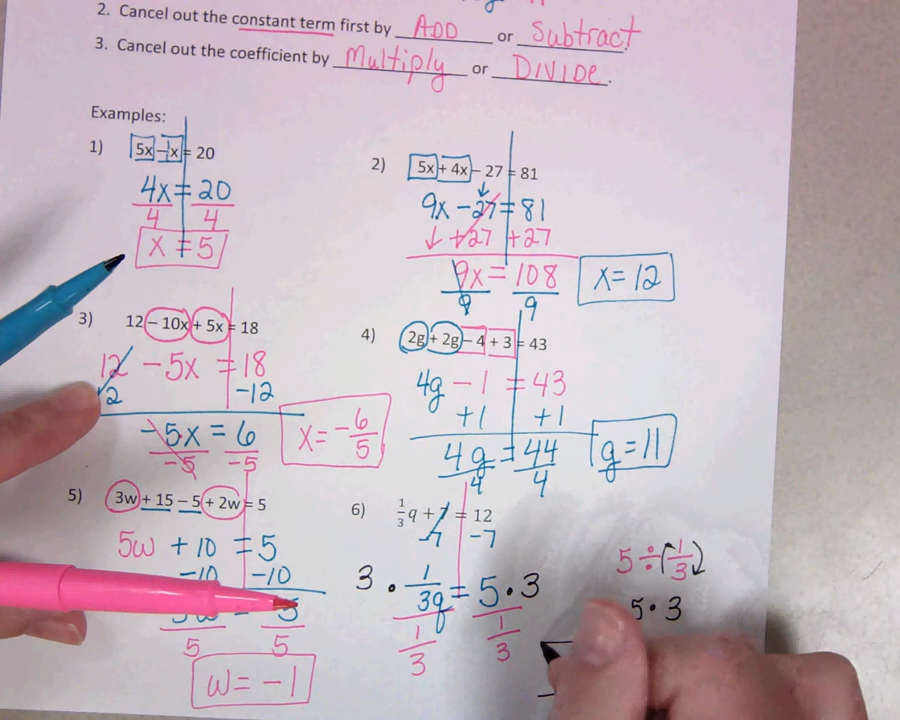 2. Cancel out the constant term first by ADD or Subtract.
3. Cancel out the coefficient by Multiply or DIVIDE.
Examples:
1) 5x - 1x = 20
4x = 20
4 4
x = 5
2) 5x + 4x - 27 = 81
9x - 27 = 81
↓ +27 +27
9x = 108
9 9
x = 12
3) 12 - 10x + 5x = 18
12 - 5x = 18
-12
-5x = 6
-5 -5
x = -6/5
4) 2g + 2g - 4 + 3 = 43
4g - 1 = 43
+1 +1
4g = 44
4 4
g = 11
5) 3w + 15 - 5 + 2w = 5
5w + 10 = 5
-10 -10
5 5
w = -1
6) 1/3 q + 7 = 12
-7 -7
3 · 1/3 q = 5 · 3
1/3 1/3
5 ÷ (1/3)
5 · 3